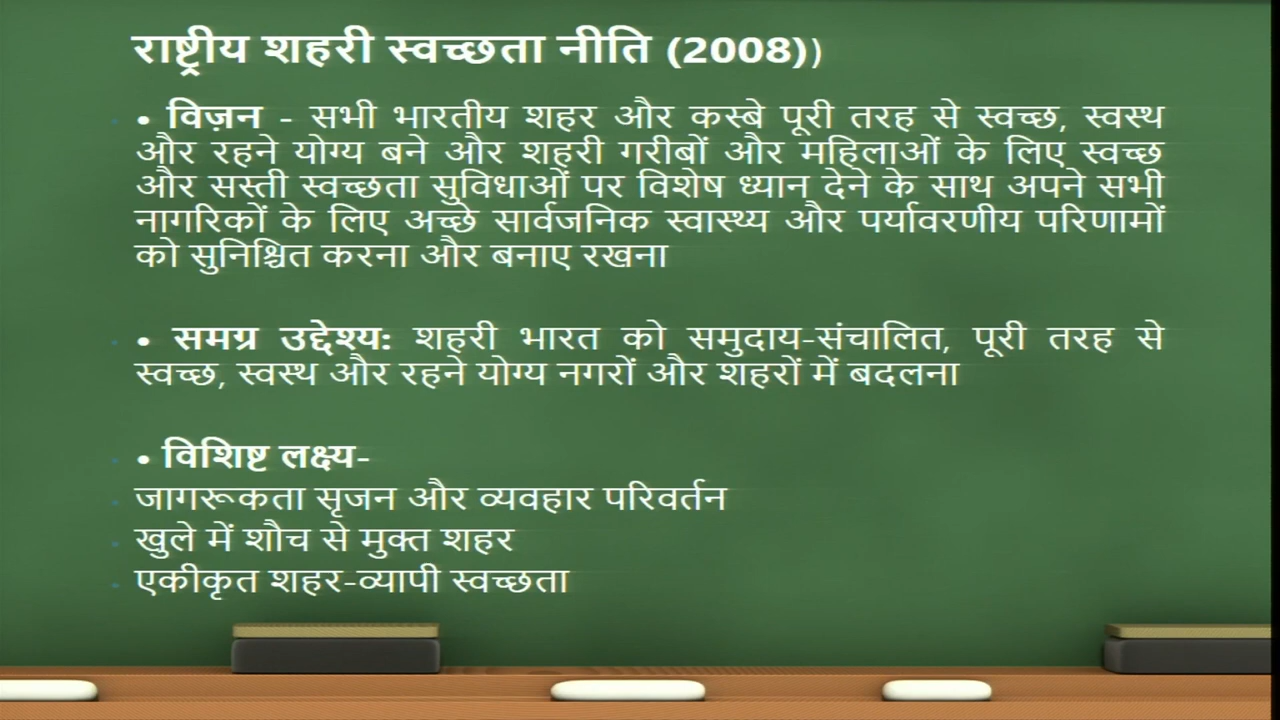 राष्ट्रीय शहरी स्वच्छता नीति (2008))
• विज़न - सभी भारतीय शहर और कस्बे पूरी तरह से स्वच्छ, स्वस्थ
और रहने योग्य बने और शहरी गरीबों और महिलाओं के लिए स्वच्छ
और सस्ती स्वच्छता सुविधाओं पर विशेष ध्यान देने के साथ अपने सभी
नागरिकों के लिए अच्छे सार्वजनिक स्वास्थ्य और पर्यावरणीय परिणामों
को सुनिश्चित करना और बनाए रखना
• समग्र उद्देश्य: शहरी भारत को समुदाय-संचालित, पूरी तरह से
स्वच्छ, स्वस्थ और रहने योग्य नगरों और शहरों में बदलना
• विशिष्ट लक्ष्य-
जागरूकता सृजन और व्यवहार परिवर्तन
खुले में शौच से मुक्त शहर
एकीकृत शहर-व्यापी स्वच्छता